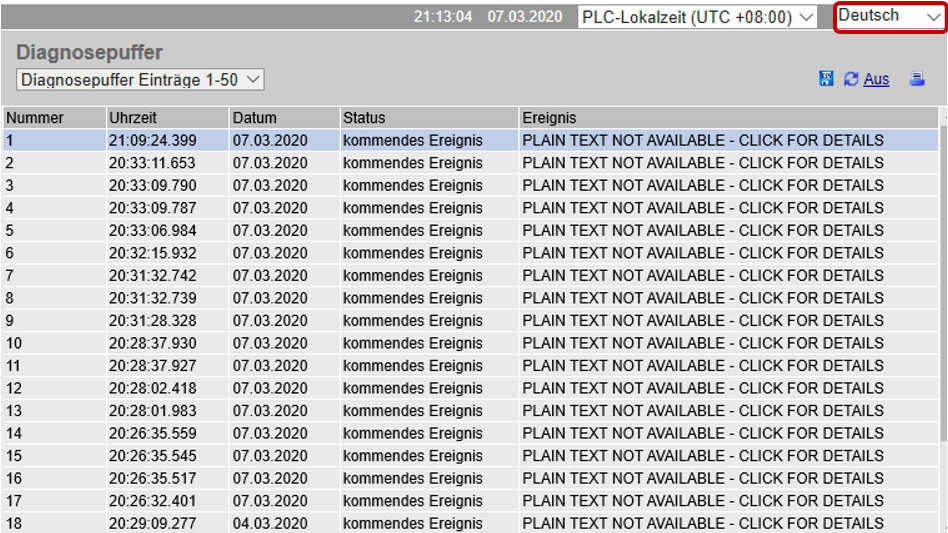 21:13:04 07.03.2020 PLC-Lokalzeit (UTC +08:00) Deutsch
Diagnosepuffer
Diagnosepuffer Einträge 1-50 Aus
Nummer Uhrzeit Datum Status Ereignis
1 21:09:24.399 07.03.2020 kommendes Ereignis PLAIN TEXT NOT AVAILABLE - CLICK FOR DETAILS
2 20:33:11.653 07.03.2020 kommendes Ereignis PLAIN TEXT NOT AVAILABLE - CLICK FOR DETAILS
3 20:33:09.790 07.03.2020 kommendes Ereignis PLAIN TEXT NOT AVAILABLE - CLICK FOR DETAILS
4 20:33:09.787 07.03.2020 kommendes Ereignis PLAIN TEXT NOT AVAILABLE - CLICK FOR DETAILS
5 20:33:06.984 07.03.2020 kommendes Ereignis PLAIN TEXT NOT AVAILABLE - CLICK FOR DETAILS
6 20:32:15.932 07.03.2020 kommendes Ereignis PLAIN TEXT NOT AVAILABLE - CLICK FOR DETAILS
7 20:31:32.742 07.03.2020 kommendes Ereignis PLAIN TEXT NOT AVAILABLE - CLICK FOR DETAILS
8 20:31:32.739 07.03.2020 kommendes Ereignis PLAIN TEXT NOT AVAILABLE - CLICK FOR DETAILS
9 20:31:28.328 07.03.2020 kommendes Ereignis PLAIN TEXT NOT AVAILABLE - CLICK FOR DETAILS
10 20:28:37.930 07.03.2020 kommendes Ereignis PLAIN TEXT NOT AVAILABLE - CLICK FOR DETAILS
11 20:28:37.927 07.03.2020 kommendes Ereignis PLAIN TEXT NOT AVAILABLE - CLICK FOR DETAILS
12 20:28:02.418 07.03.2020 kommendes Ereignis PLAIN TEXT NOT AVAILABLE - CLICK FOR DETAILS
13 20:28:01.983 07.03.2020 kommendes Ereignis PLAIN TEXT NOT AVAILABLE - CLICK FOR DETAILS
14 20:26:35.559 07.03.2020 kommendes Ereignis PLAIN TEXT NOT AVAILABLE - CLICK FOR DETAILS
15 20:26:35.545 07.03.2020 kommendes Ereignis PLAIN TEXT NOT AVAILABLE - CLICK FOR DETAILS
16 20:26:35.517 07.03.2020 kommendes Ereignis PLAIN TEXT NOT AVAILABLE - CLICK FOR DETAILS
17 20:26:32.401 07.03.2020 kommendes Ereignis PLAIN TEXT NOT AVAILABLE - CLICK FOR DETAILS
18 20:29:09.277 04.03.2020 kommendes Ereignis PLAIN TEXT NOT AVAILABLE - CLICK FOR DETAILS